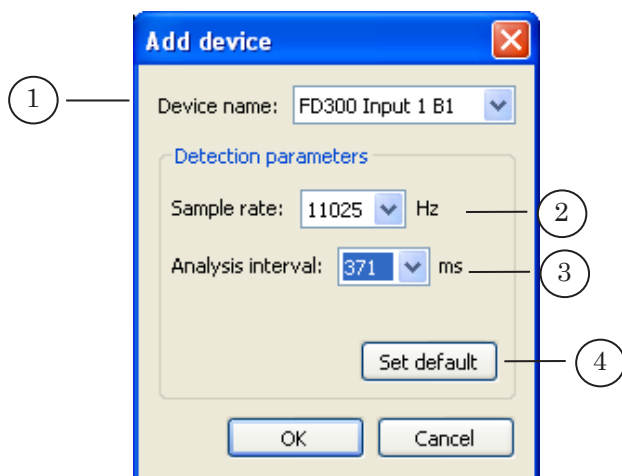 Add device
1
Device name: FD300 Input 1 B1
Detection parameters
Sample rate: 11025 Hz
2
Analysis interval: 371 ms
3
Set default
4
OK Cancel